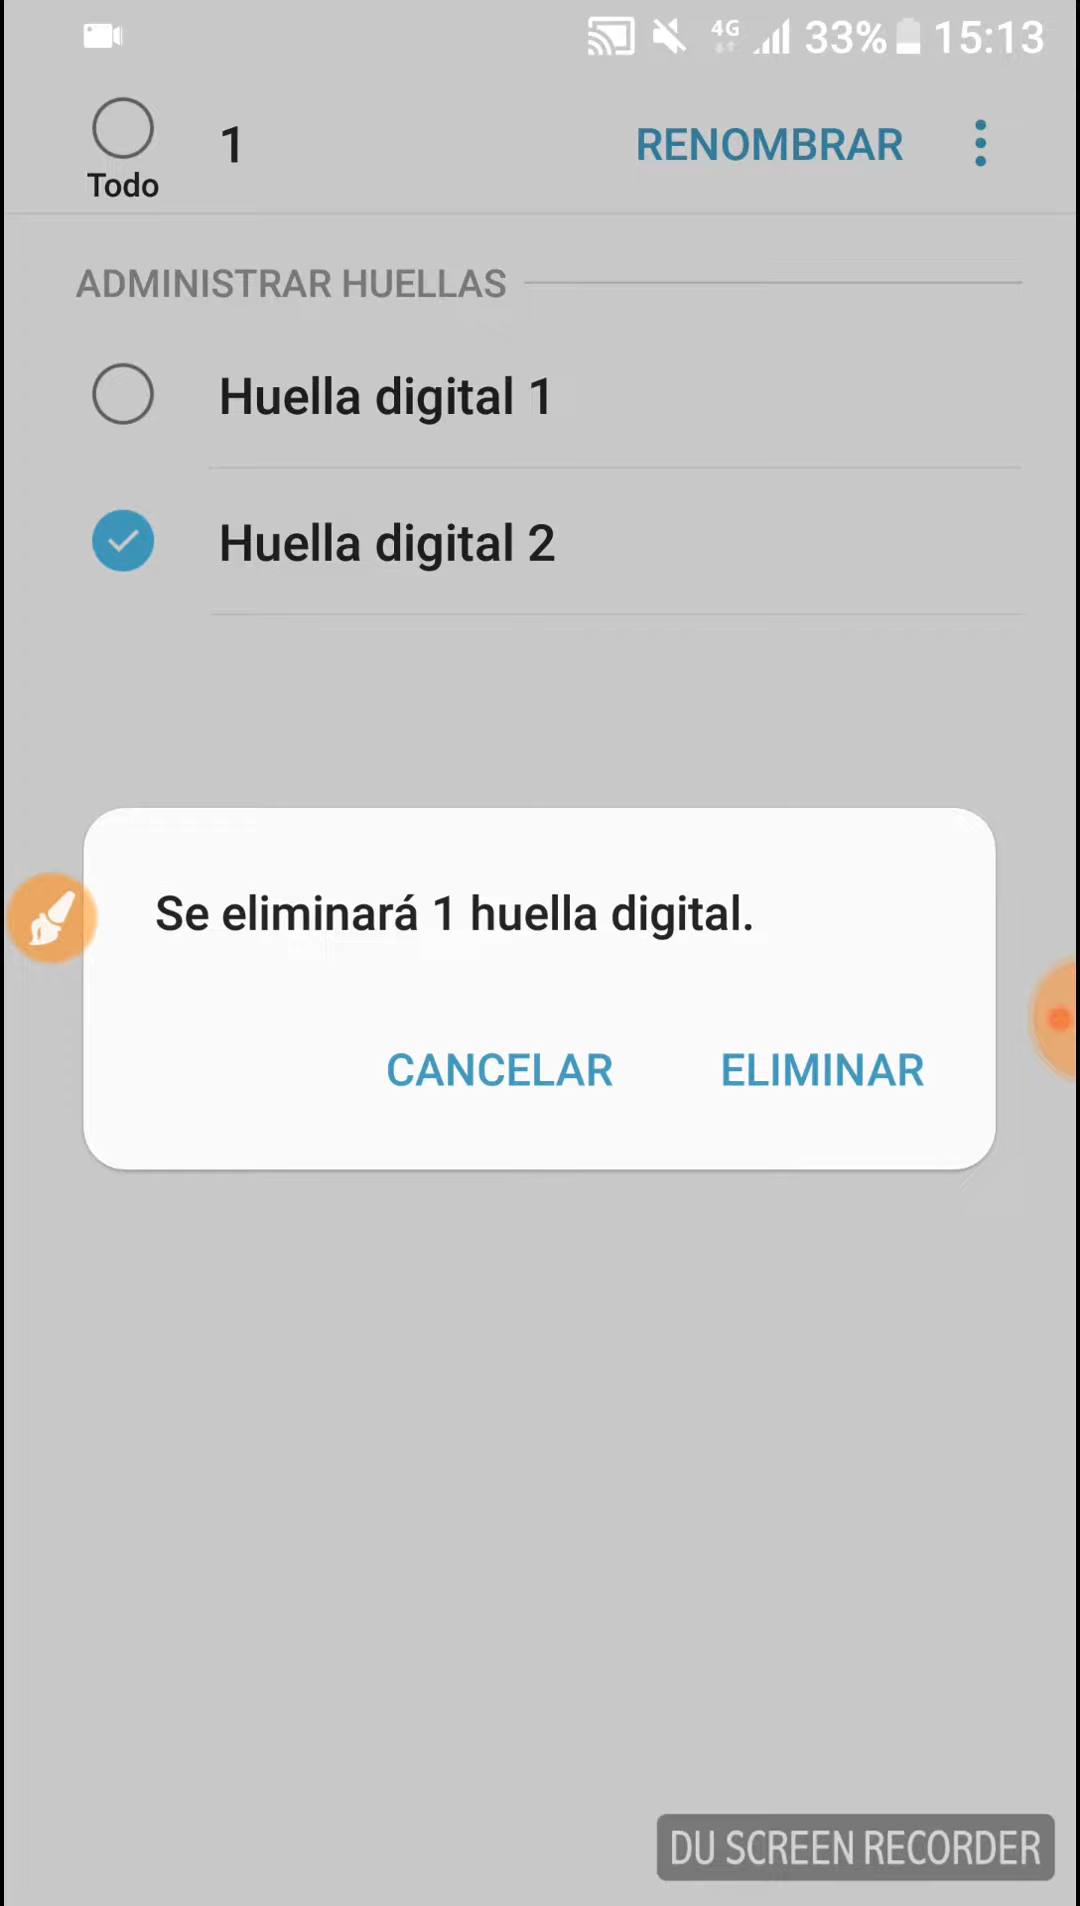 4G 33% 15:13
Todo 1 RENOMBRAR
ADMINISTRAR HUELLAS
Huella digital 1
Huella digital 2
Se eliminará 1 huella digital.
CANCELAR ELIMINAR
DU SCREEN RECORDER